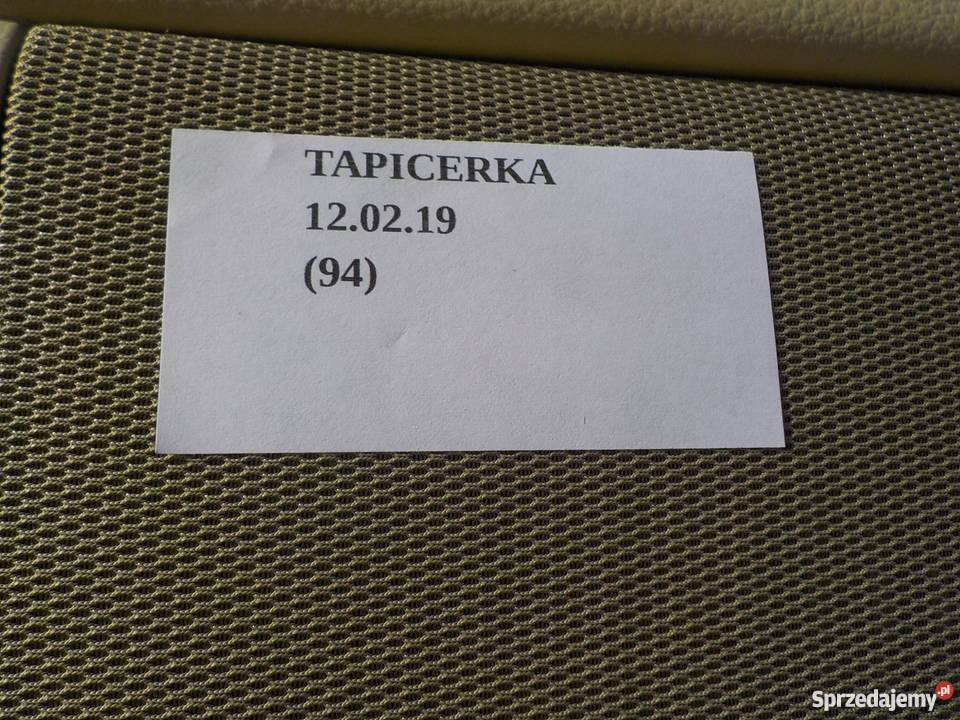 TAPICERKA
12.02.19
(94)
Sprzedajemy.pl